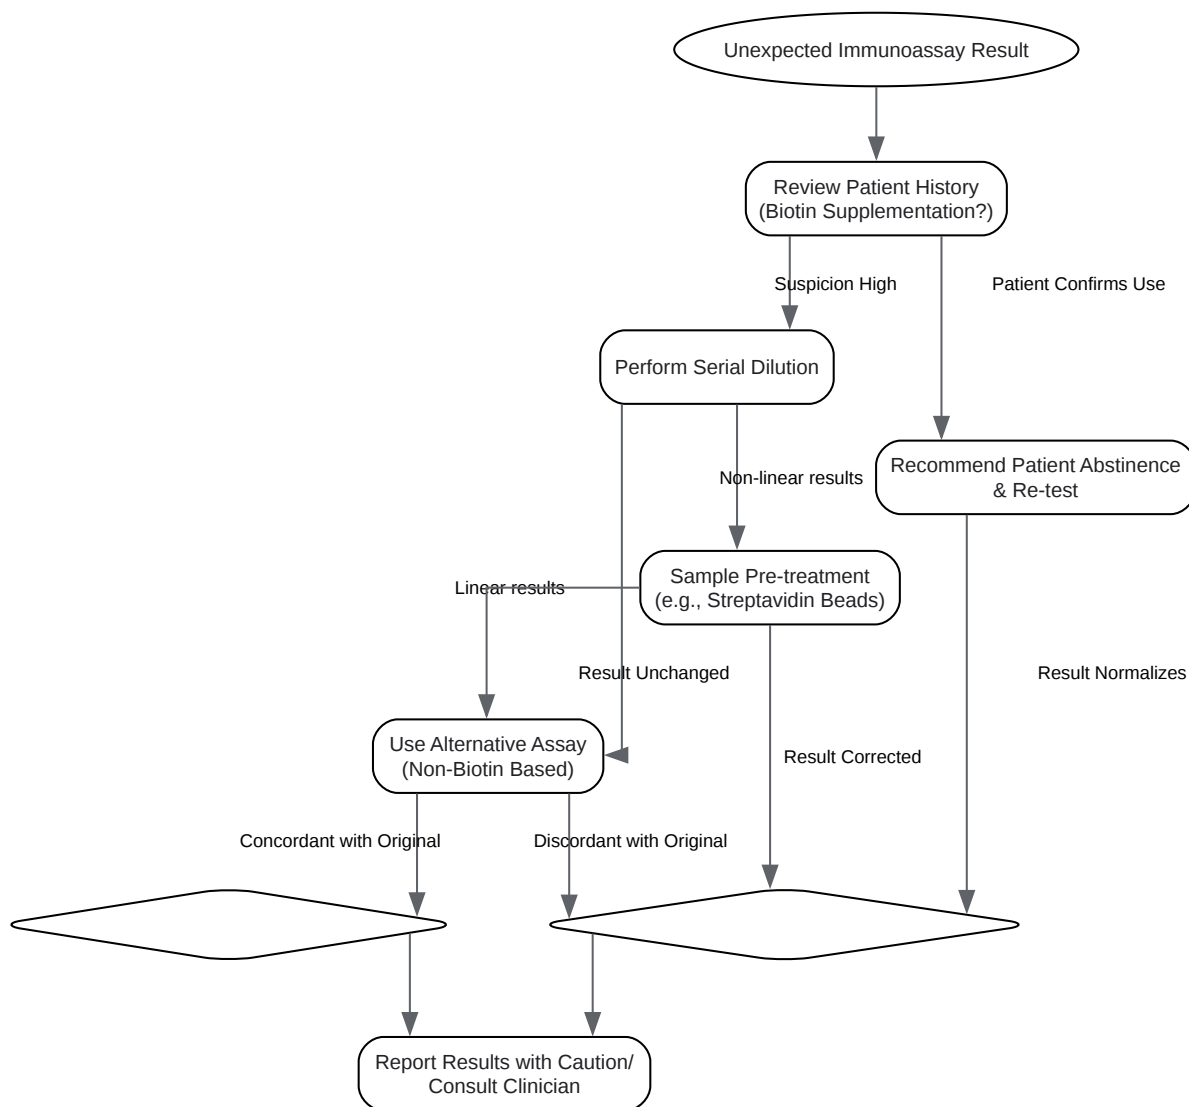 Unexpected Immunoassay Result
Review Patient History
(Biotin Supplementation?)
Suspicion High
Patient Confirms Use
Perform Serial Dilution
Recommend Patient Abstinence
& Re-test
Non-linear results
Sample Pre-treatment
(e.g., Streptavidin Beads)
Linear results
Result Unchanged
Result Normalizes
Use Alternative Assay
(Non-Biotin Based)
Result Corrected
Concordant with Original
Discordant with Original
Report Results with Caution/
Consult Clinician